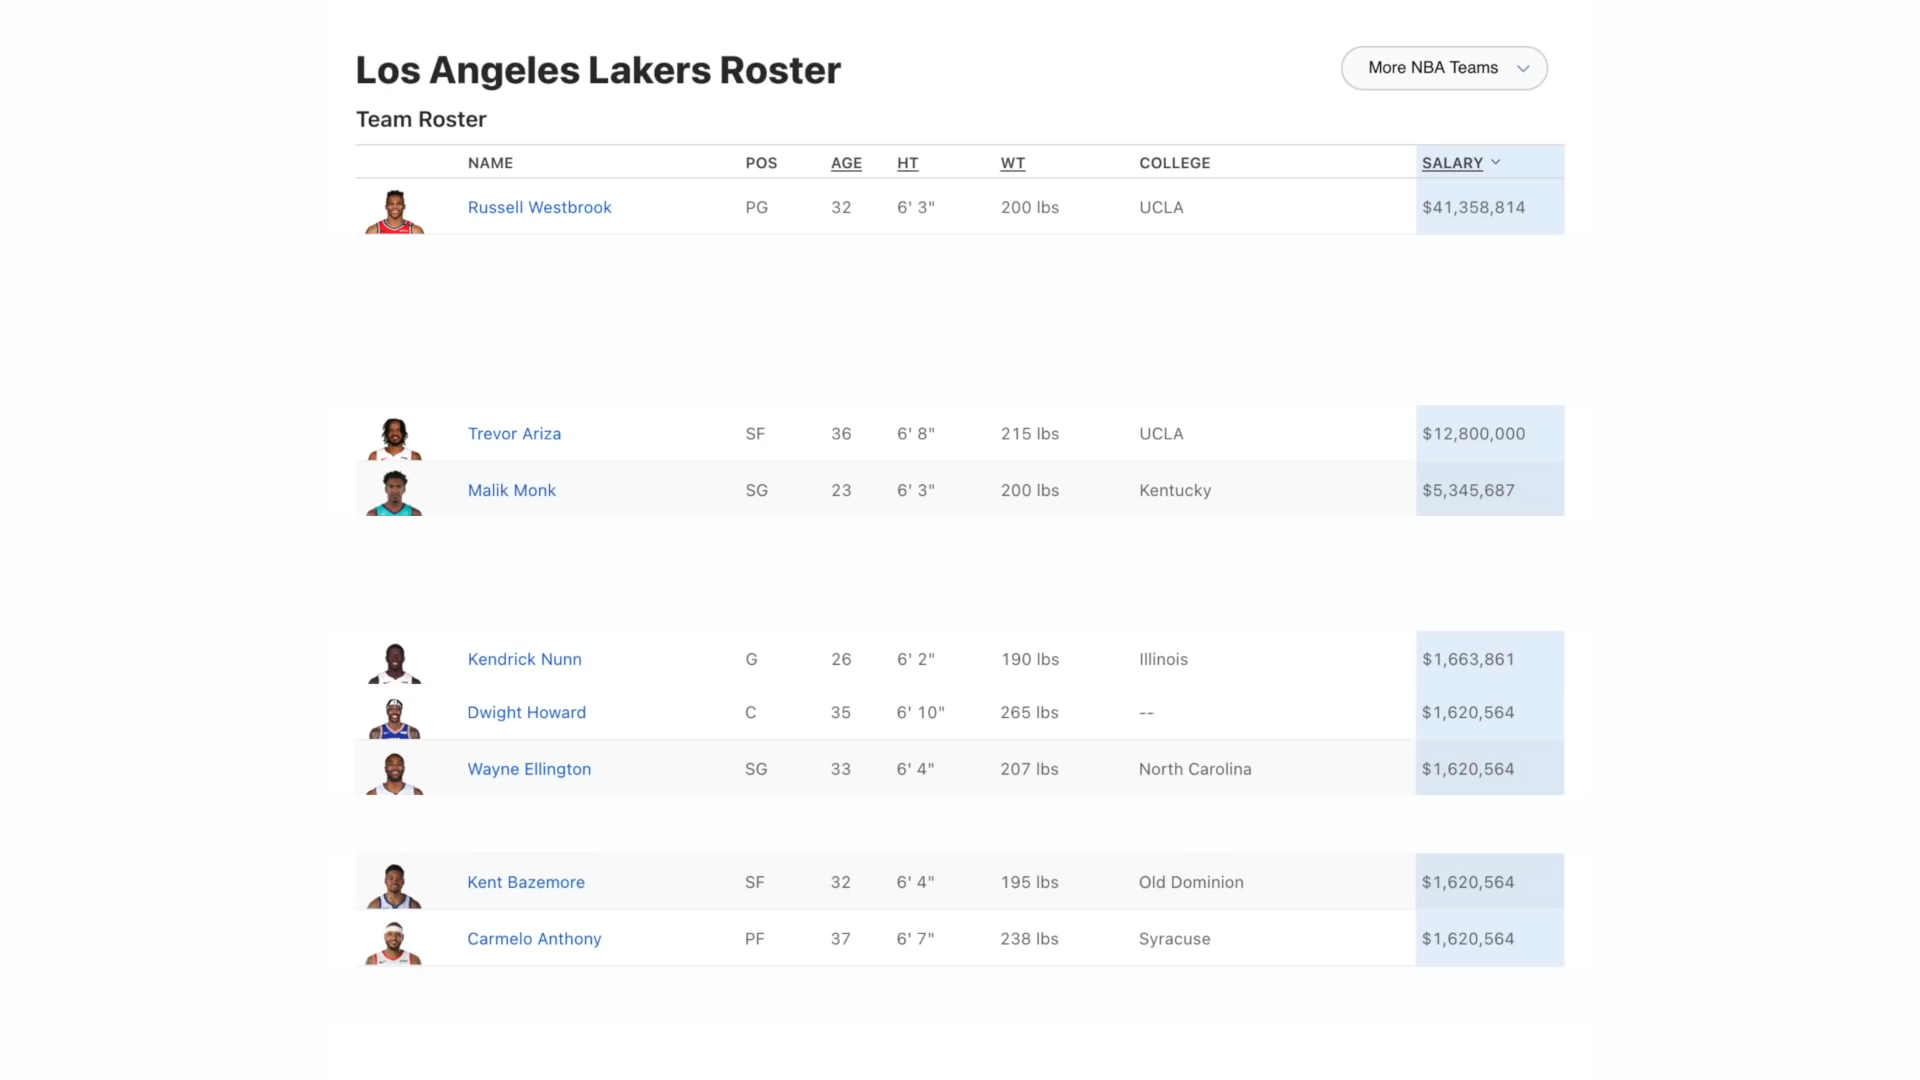 Los Angeles Lakers Roster
More NBA Teams
Team Roster
NAME POS AGE HT WT COLLEGE SALARY
Russell Westbrook PG 32 6' 3" 200 lbs UCLA $41,358,814
Trevor Ariza SF 36 6' 8" 215 lbs UCLA $12,800,000
Malik Monk SG 23 6' 3" 200 lbs Kentucky $5,345,687
Kendrick Nunn G 26 6' 2" 190 lbs Illinois $1,663,861
Dwight Howard C 35 6' 10" 265 lbs -- $1,620,564
Wayne Ellington SG 33 6' 4" 207 lbs North Carolina $1,620,564
Kent Bazemore SF 32 6' 4" 195 lbs Old Dominion $1,620,564
Carmelo Anthony PF 37 6' 7" 238 lbs Syracuse $1,620,564